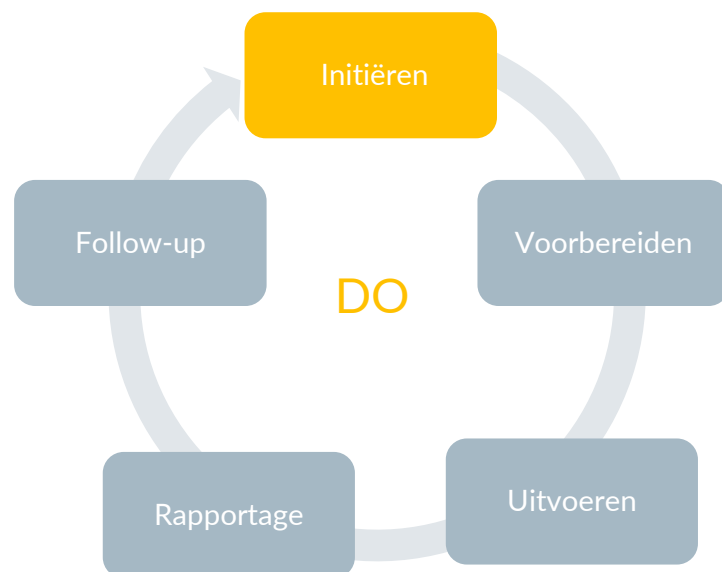 Initiëren
Follow-up
Voorbereiden
DO
Rapportage
Uitvoeren